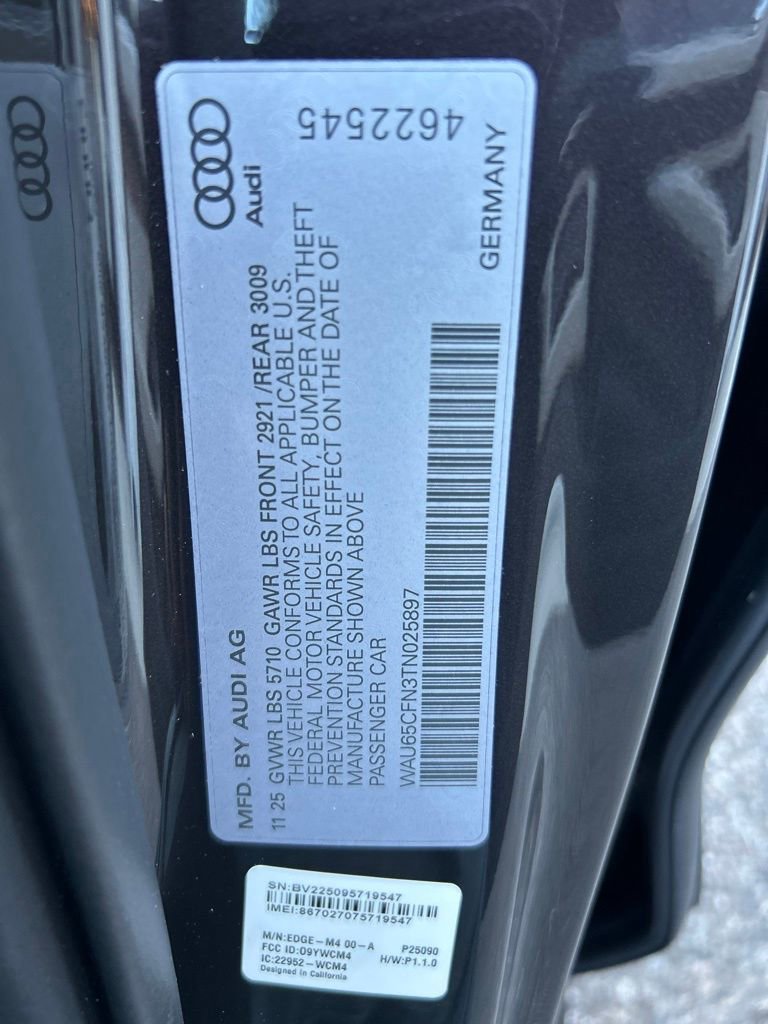 Audi
4622545
MFD. BY AUDI AG
11 25 GVWR LBS 5710 GAWR LBS FRONT 2921 /REAR 3009
THIS VEHICLE CONFORMS TO ALL APPLICABLE U.S.
FEDERAL MOTOR VEHICLE SAFETY, BUMPER AND THEFT
PREVENTION STANDARDS IN EFFECT ON THE DATE OF
MANUFACTURE SHOWN ABOVE
PASSENGER CAR
WAU65CFN3TN025897
GERMANY
SN:BV225095719547
IMEI:867027075719547
M/N:EDGE-M4 00-A P25090
FCC ID:O9YWCM4 H/W:P1.1.0
IC:22952-WCM4
Designed in California